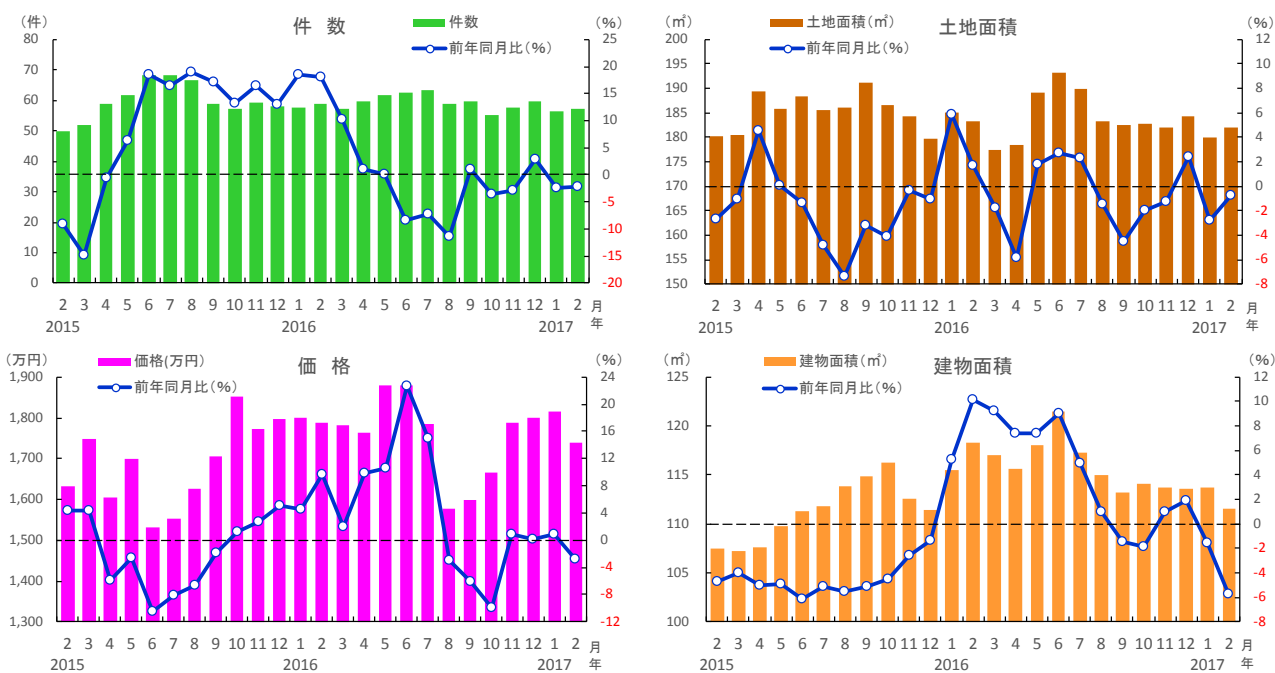 （件） 件数 件 数 （％）
前年同月比（％）
80 70 60 50 40 30 20 10 0
25 20 15 10 5 0 -5 -10 -15 -20
2 3 4 5 6 7 8 9 10 11 12 1 2 3 4 5 6 7 8 9 10 11 12 1 2 月
2015 2016 2017 年
（㎡） 土地面積（㎡） 土地面積 （％）
前年同月比（％）
200 195 190 185 180 175 170 165 160 155 150
12 10 8 6 4 2 0 -2 -4 -6 -8
2 3 4 5 6 7 8 9 10 11 12 1 2 3 4 5 6 7 8 9 10 11 12 1 2 月
2015 2016 2017 年
（万円） 価格(万円) 価 格 （％）
前年同月比（％）
1,900 1,800 1,700 1,600 1,500 1,400 1,300
24 20 16 12 8 4 0 -4 -8 -12
2 3 4 5 6 7 8 9 10 11 12 1 2 3 4 5 6 7 8 9 10 11 12 1 2 月
2015 2016 2017 年
（㎡） 建物面積（㎡） 建物面積 （％）
前年同月比（％）
125 120 115 110 105 100
12 10 8 6 4 2 0 -2 -4 -6 -8
2 3 4 5 6 7 8 9 10 11 12 1 2 3 4 5 6 7 8 9 10 11 12 1 2 月
2015 2016 2017 年